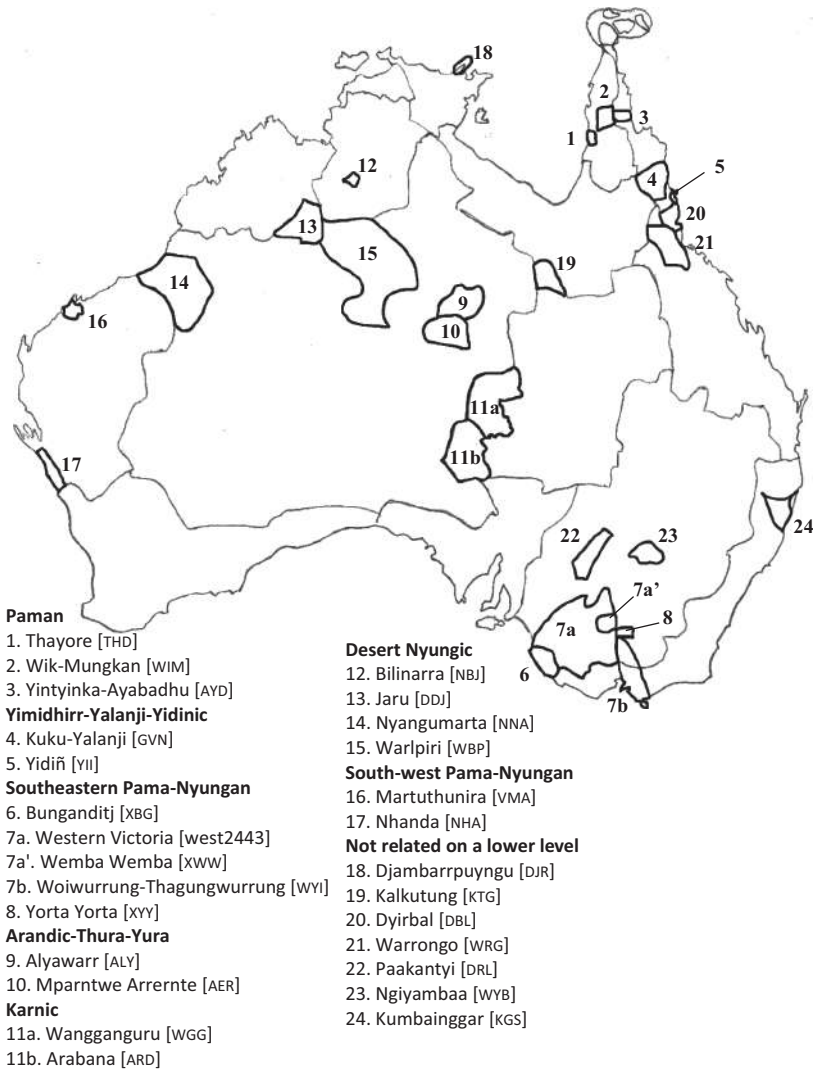 18
2
3
1
12
5
4
20
13
21
15
19
14
9
16
10
11a
11b
17
24
22
23
7a’
7a
8
6
7b
Paman
1. Thayore [THD]
2. Wik-Mungkan [WIM]
3. Yintyinka-Ayabadhu [AYD]
Yimidhirr-Yalanji-Yidinic
4. Kuku-Yalanji [GVN]
5. Yidiñ [YII]
Southeastern Pama-Nyungan
6. Bunganditj [XBG]
7a. Western Victoria [west2443]
7a'. Wemba Wemba [XWW]
7b. Woiwurrung-Thagungwurrung [WYI]
8. Yorta Yorta [XYY]
Arandic-Thura-Yura
9. Alyawarr [ALY]
10. Mparntwe Arrernte [AER]
Karnic
11a. Wangganguru [WGG]
11b. Arabana [ARD]
Desert Nyungic
12. Bilinarra [NBJ]
13. Jaru [DDJ]
14. Nyangumarta [NNA]
15. Warlpiri [WBP]
South-west Pama-Nyungan
16. Martuthunira [VMA]
17. Nhanda [NHA]
Not related on a lower level
18. Djambarrpuyngu [DJR]
19. Kalkutung [KTG]
20. Dyirbal [DBL]
21. Warrongo [WRG]
22. Paakantyi [DRL]
23. Ngiyambaa [WYB]
24. Kumbainggar [KGS]